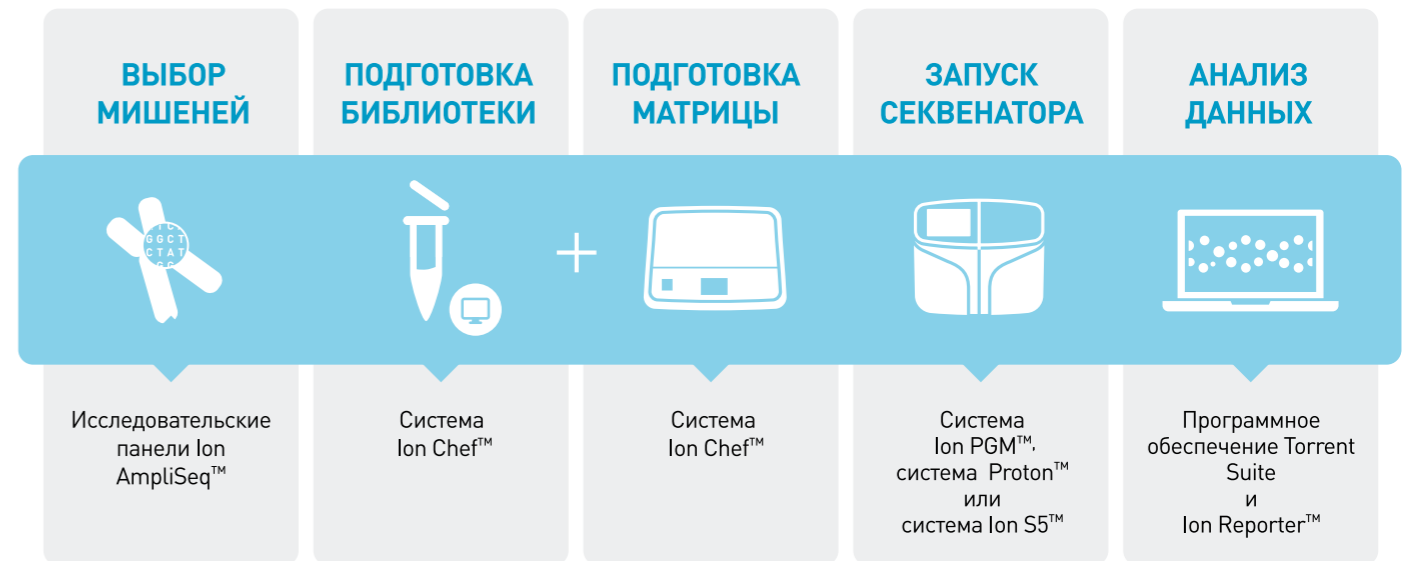 ВЫБОР
МИШЕНЕЙ
ПОДГОТОВКА
БИБЛИОТЕКИ
ПОДГОТОВКА
МАТРИЦЫ
ЗАПУСК
СЕКВЕНАТОРА
АНАЛИЗ
ДАННЫХ
GGCT
CTAT
Исследовательские
панели Ion
AmpliSeq™
Система
Ion Chef™
Система
Ion Chef™
Система
Ion PGM™,
система Proton™
или
система Ion S5™
Программное
обеспечение Torrent
Suite
и
Ion Reporter™